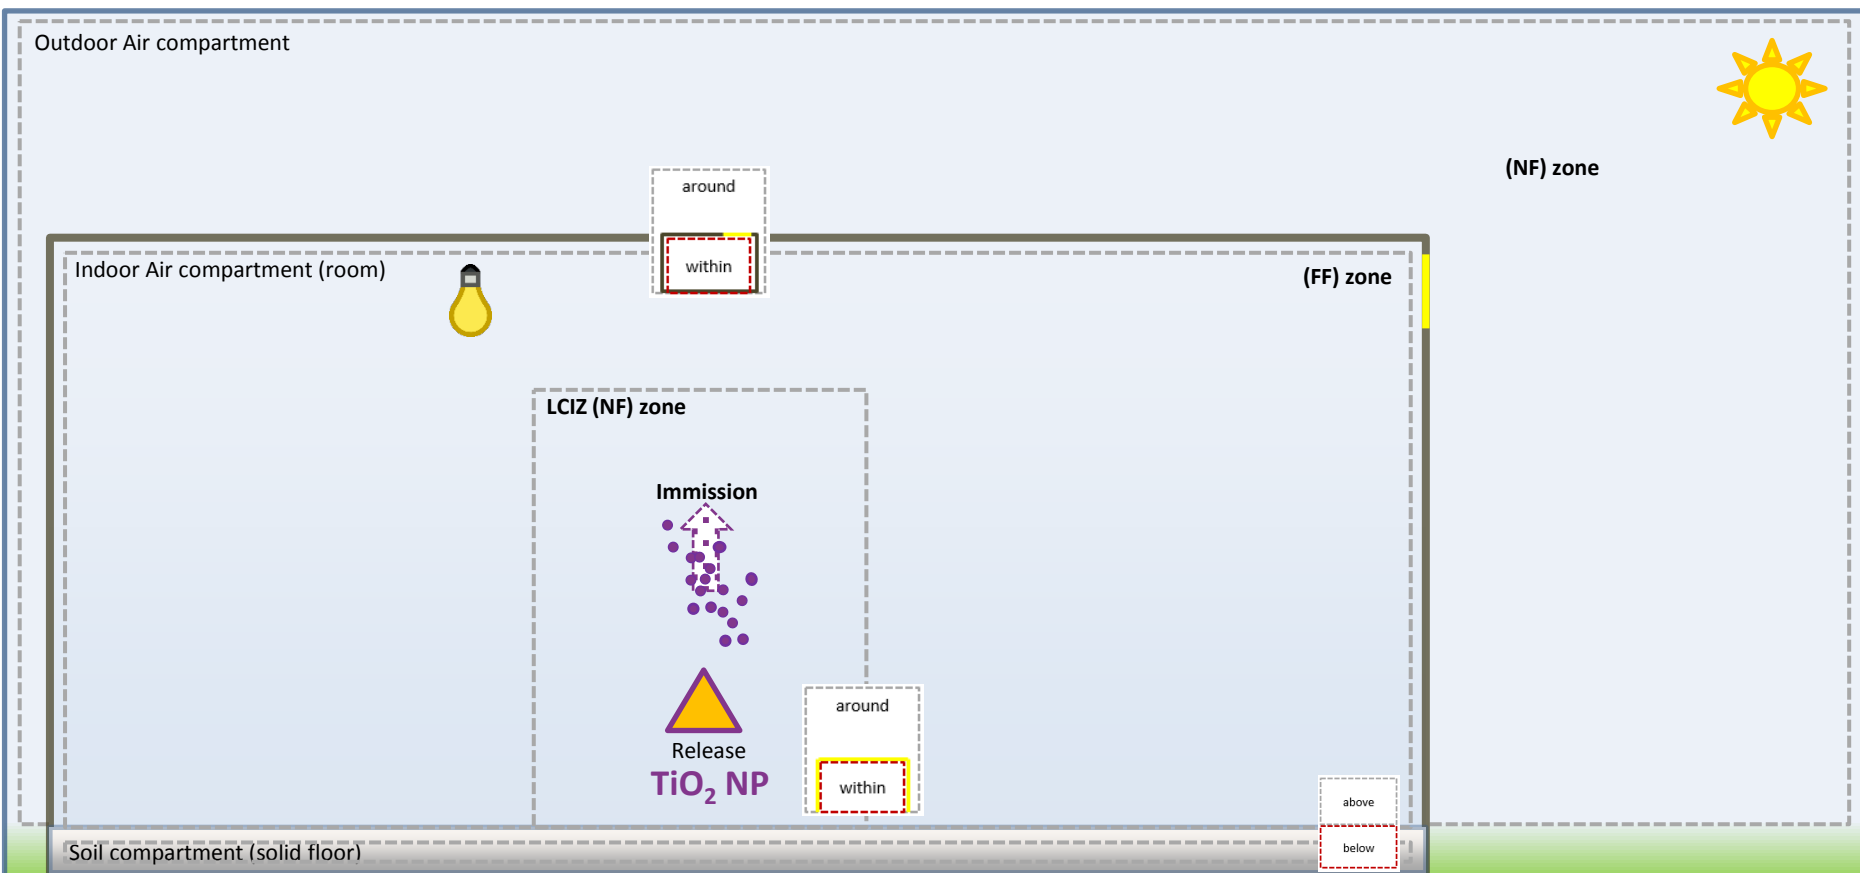 Outdoor Air compartment
(NF) zone
around
within
Indoor Air compartment (room)
(FF) zone
LCIZ (NF) zone
Immission
Release
TiO₂ NP
around
within
above
below
Soil compartment (solid floor)